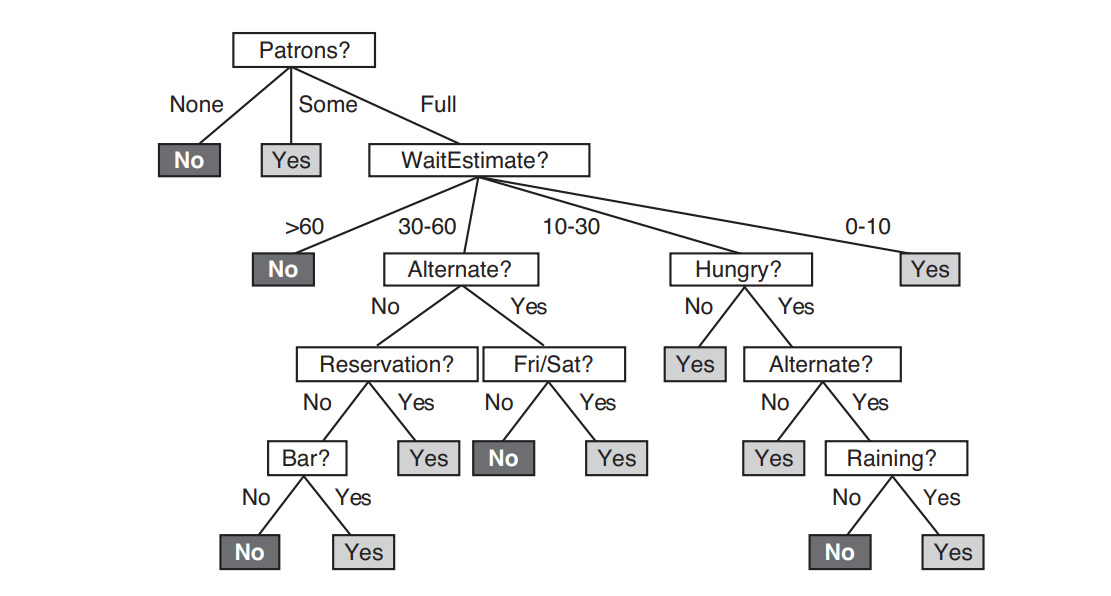 Patrons?
None Some Full
No Yes WaitEstimate?
>60 30-60 10-30 0-10
No Alternate? Hungry? Yes
No Yes No Yes
Reservation? Fri/Sat? Yes Alternate?
No Yes No Yes No Yes
Bar? Yes No Yes Yes Raining?
No Yes No Yes
No Yes No Yes